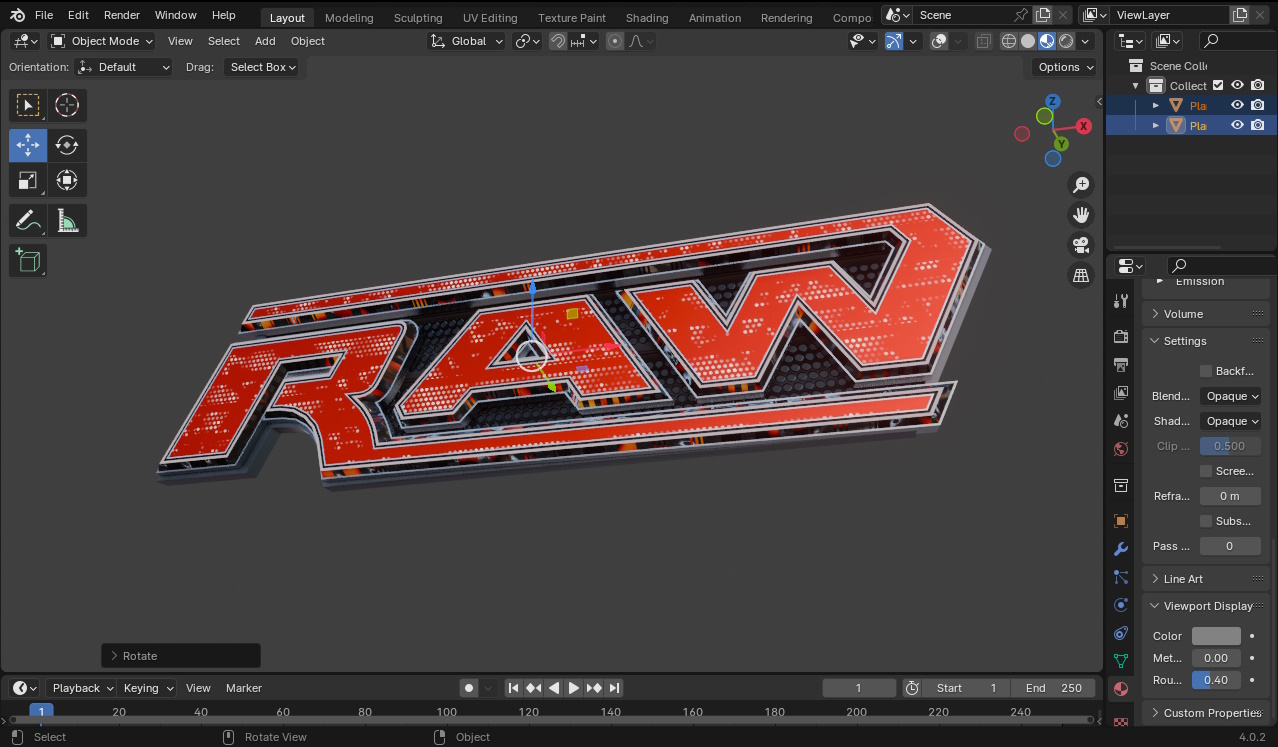 File Edit Render Window Help Layout Modeling Sculpting UV Editing Texture Paint Shading Animation Rendering Compo Scene ViewLayer
Object Mode View Select Add Object Global
Orientation: Default Drag: Select Box Options
Scene Colle
Collect
Pla
Pla
Z
X
Y
RAW
Emission
Volume
Settings
Backf...
Blend... Opaque
Shad... Opaque
Clip ... 0.500
Scree...
Refra... 0 m
Subs...
Pass ... 0
Line Art
Viewport Display
Color
Met... 0.00
Rou... 0.40
Custom Properties
Rotate
Playback Keying View Marker 1 Start 1 End 250
1 20 40 60 80 100 120 140 160 180 200 220 240
Select Rotate View Object 4.0.2